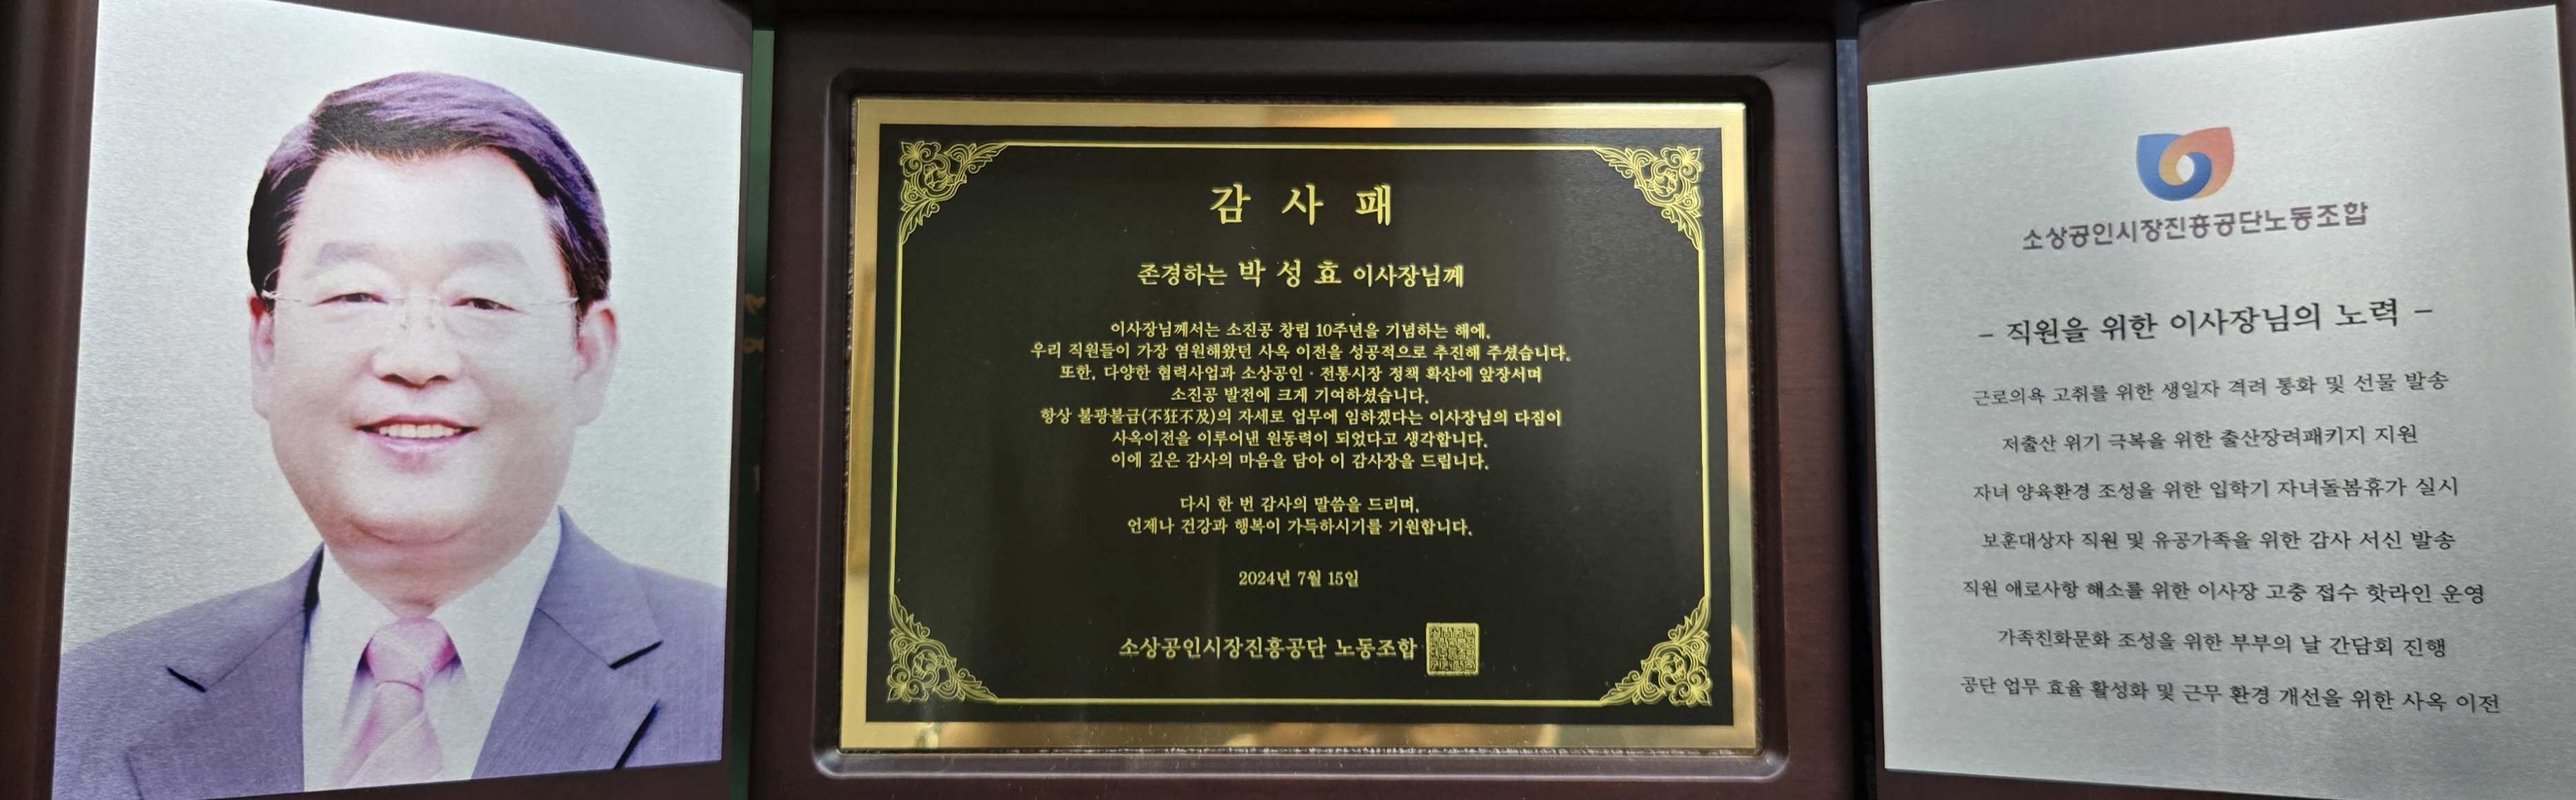 감 사 패
존경하는 박 성 효 이사장님께
이사장님께서는 소진공 창립 10주년을 기념하는 해에,
우리 직원들이 가장 염원해왔던 사옥 이전을 성공적으로 추진해 주셨습니다.
또한, 다양한 협력사업과 소상공인 · 전통시장 정책 확산에 앞장서며
소진공 발전에 크게 기여하셨습니다.
항상 불광불급(不狂不及)의 자세로 업무에 임하겠다는 이사장님의 다짐이
사옥이전을 이루어낸 원동력이 되었다고 생각합니다.
이에 깊은 감사의 마음을 담아 이 감사장을 드립니다.
다시 한 번 감사의 말씀을 드리며,
언제나 건강과 행복이 가득하시기를 기원합니다.
2024년 7월 15일
소상공인시장진흥공단 노동조합
소상공인시장진흥공단노동조합
- 직원을 위한 이사장님의 노력 -
근로의욕 고취를 위한 생일자 격려 통화 및 선물 발송
저출산 위기 극복을 위한 출산장려패키지 지원
자녀 양육환경 조성을 위한 입학기 자녀돌봄휴가 실시
보훈대상자 직원 및 유공가족을 위한 감사 서신 발송
직원 애로사항 해소를 위한 이사장 고충 접수 핫라인 운영
가족친화문화 조성을 위한 부부의 날 간담회 진행
공단 업무 효율 활성화 및 근무 환경 개선을 위한 사옥 이전